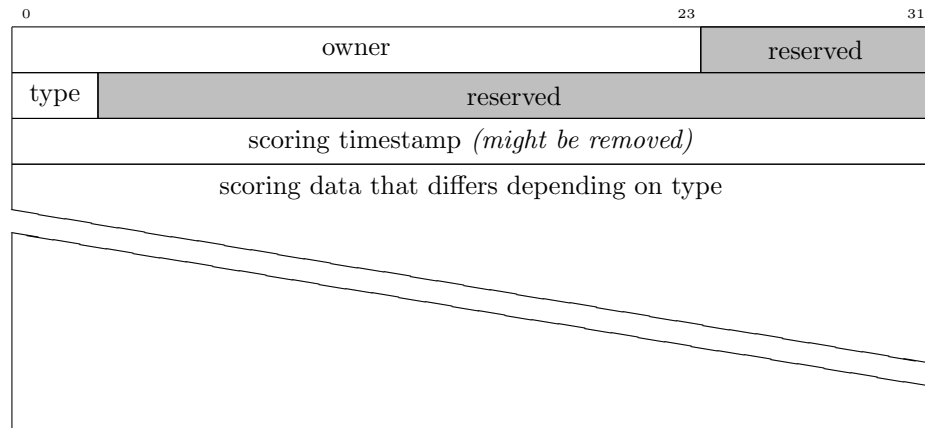 0 23 31
owner reserved
type reserved
scoring timestamp (might be removed)
scoring data that differs depending on type